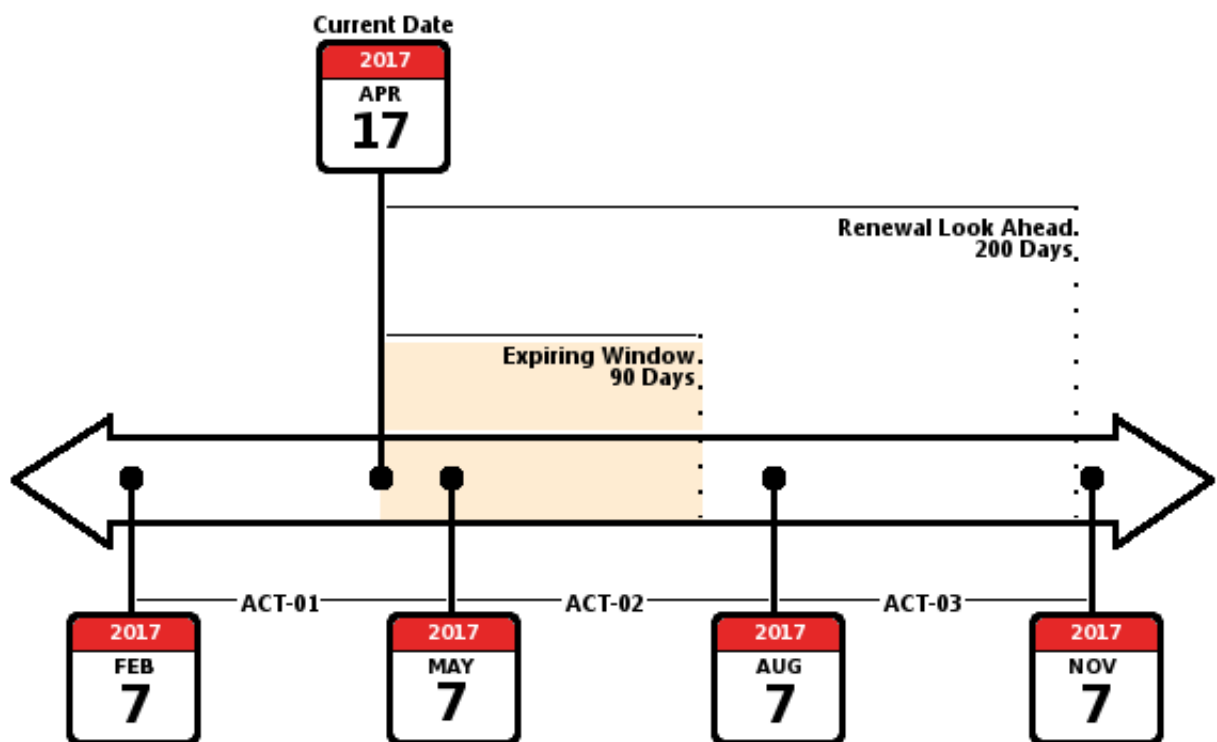 Current Date
2017
APR
17
Renewal Look Ahead
200 Days
Expiring Window
90 Days
ACT-01
ACT-02
ACT-03
2017
FEB
7
2017
MAY
7
2017
AUG
7
2017
NOV
7